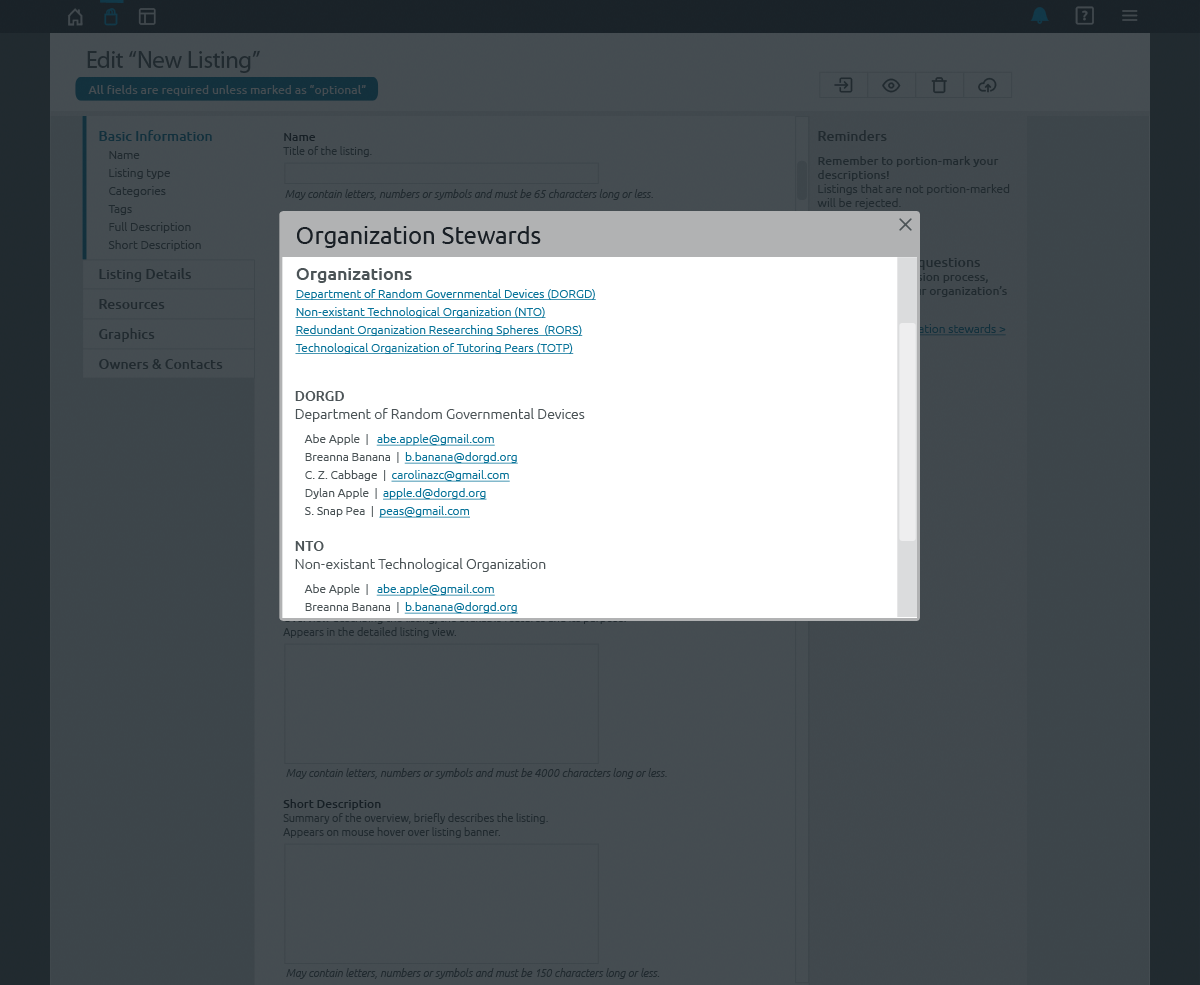 Edit “New Listing”
All fields are required unless marked as "optional"
Basic Information
Name
Listing type
Categories
Tags
Full Description
Short Description
Listing Details
Resources
Graphics
Owners & Contacts
Name
Title of the listing.
May contain letters, numbers or symbols and must be 65 characters long or less.
Reminders
Remember to portion-mark your
descriptions!
Listings that are not portion-marked
will be rejected.
questions
process,
organization's
stewards >
Organization Stewards
Organizations
Department of Random Governmental Devices (DORGD)
Non-existant Technological Organization (NTO)
Redundant Organization Researching Spheres (RORS)
Technological Organization of Tutoring Pears (TOTP)
DORGD
Department of Random Governmental Devices
Abe Apple | abe.apple@gmail.com
Breanna Banana | b.banana@dorgd.org
C. Z. Cabbage | carolinazc@gmail.com
Dylan Apple | apple.d@dorgd.org
S. Snap Pea | peas@gmail.com
NTO
Non-existant Technological Organization
Abe Apple | abe.apple@gmail.com
Breanna Banana | b.banana@dorgd.org
Appears in the detailed listing view.
May contain letters, numbers or symbols and must be 4000 characters long or less.
Short Description
Summary of the overview, briefly describes the listing.
Appears on mouse hover over listing banner.
May contain letters, numbers or symbols and must be 150 characters long or less.